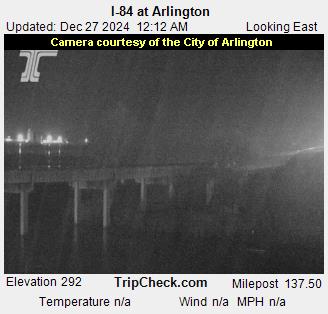 I-84 at Arlington
Updated: Dec 27 2024 12:12 AM Looking East
Camera courtesy of the City of Arlington
Elevation 292 TripCheck.com Milepost 137.50
Temperature n/a Wind n/a MPH n/a